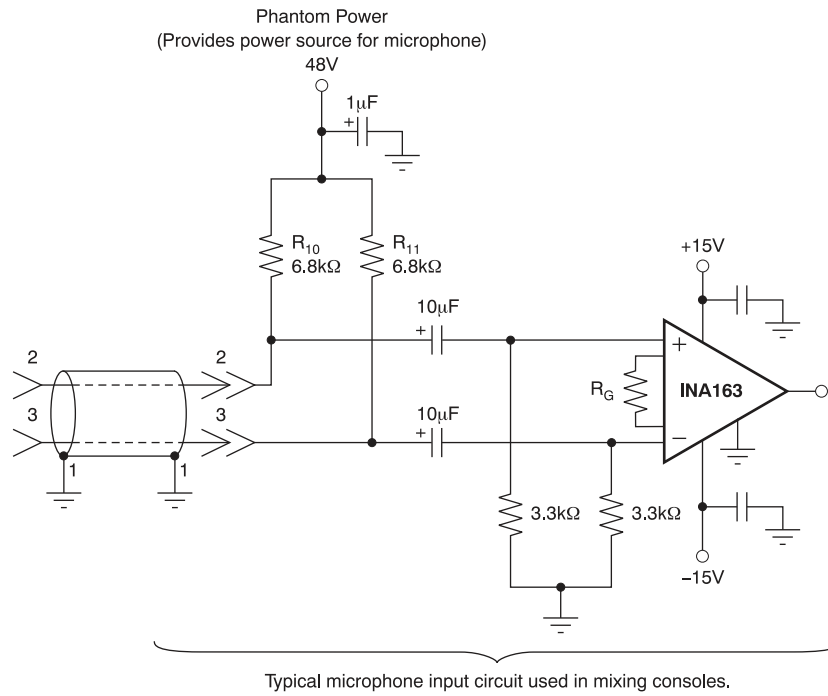 Phantom Power
(Provides power source for microphone)
48V
1μF
+
R10
6.8kΩ
R11
6.8kΩ
+15V
10μF
+
2
2
+
INA163
RG
3
3
10μF
+
−
1
1
3.3kΩ
3.3kΩ
−15V
Typical microphone input circuit used in mixing consoles.